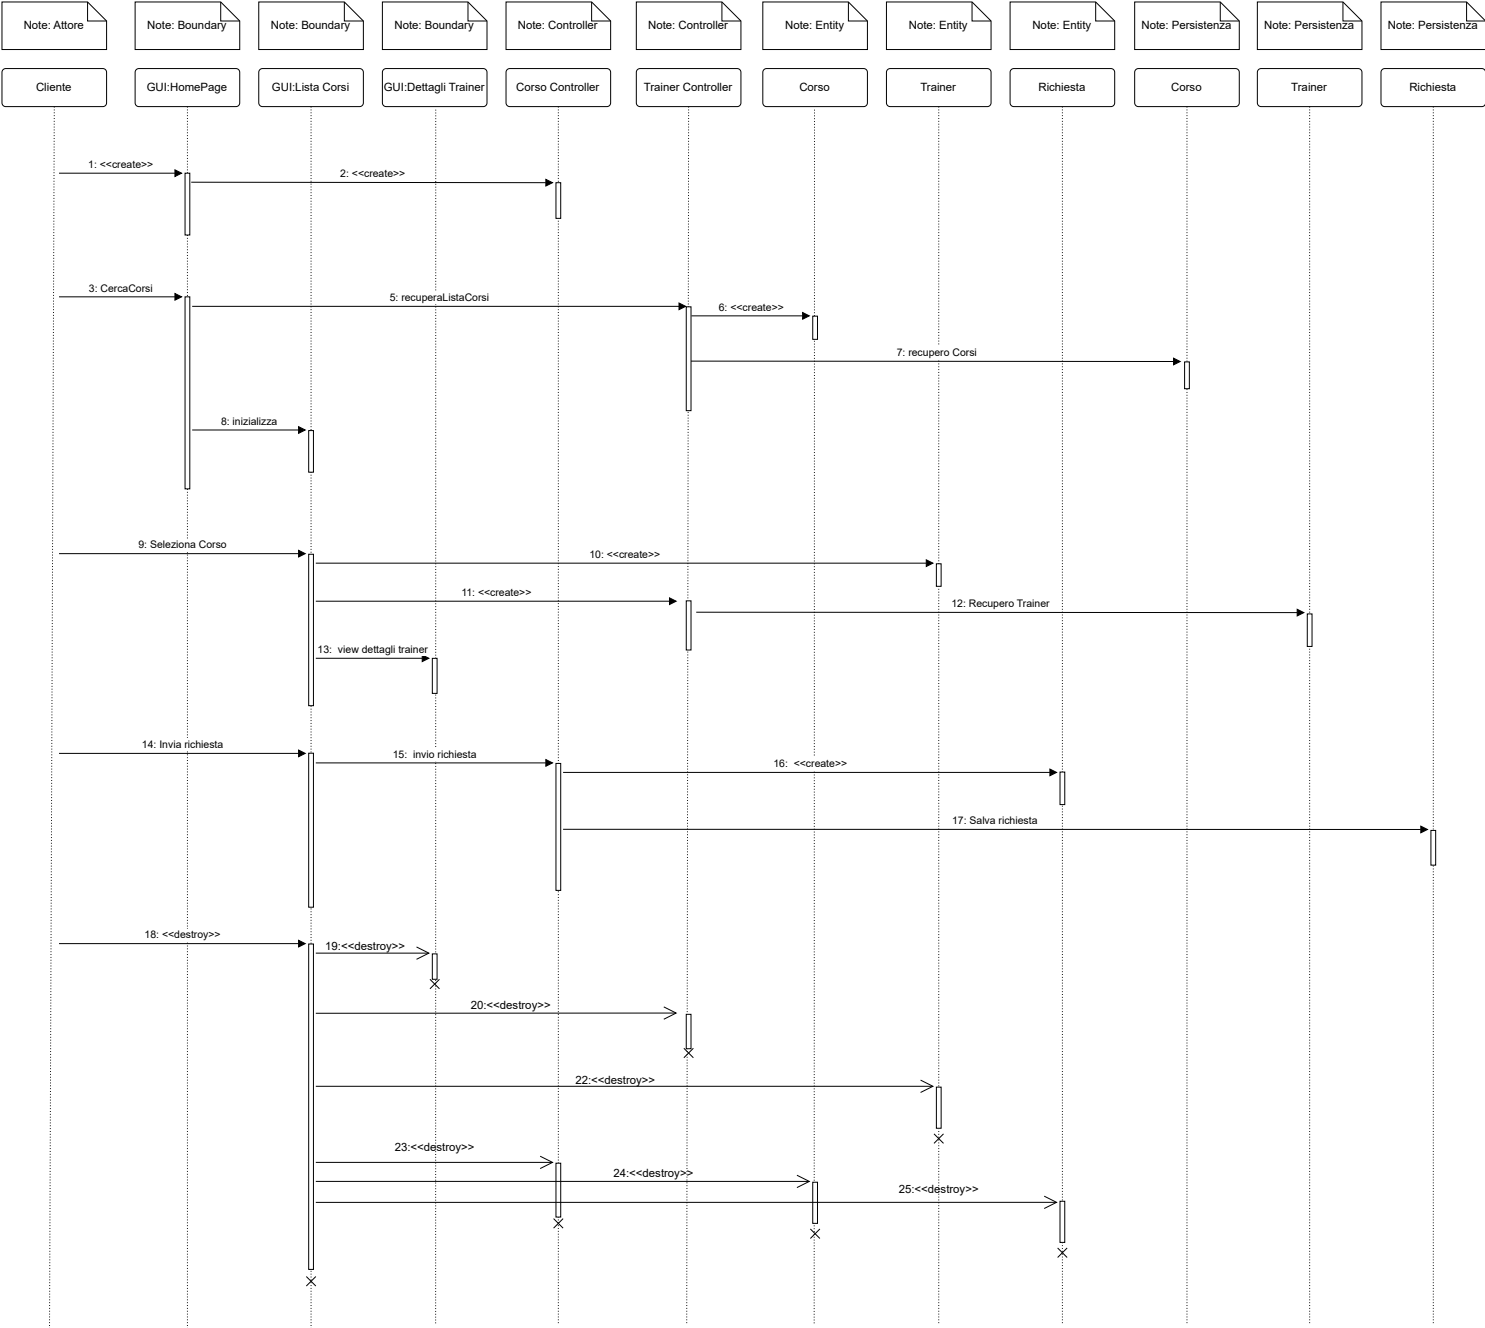 Note: Attore
Note: Boundary
Note: Boundary
Note: Boundary
Note: Controller
Note: Controller
Note: Entity
Note: Entity
Note: Entity
Note: Persistenza
Note: Persistenza
Note: Persistenza
Cliente
GUI:HomePage
GUI:Lista Corsi
GUI:Dettagli Trainer
Corso Controller
Trainer Controller
Corso
Trainer
Richiesta
Corso
Trainer
Richiesta
1: <<create>>
2: <<create>>
3: CercaCorsi
5: recuperaListaCorsi
6: <<create>>
7: recupero Corsi
8: inizializza
9: Seleziona Corso
10: <<create>>
11: <<create>>
12: Recupero Trainer
13:  view dettagli trainer
14: Invia richiesta
15:  invio richiesta
16:  <<create>>
17: Salva richiesta
18: <<destroy>>
19:<<destroy>>
20:<<destroy>>
22:<<destroy>>
23:<<destroy>>
24:<<destroy>>
25:<<destroy>>